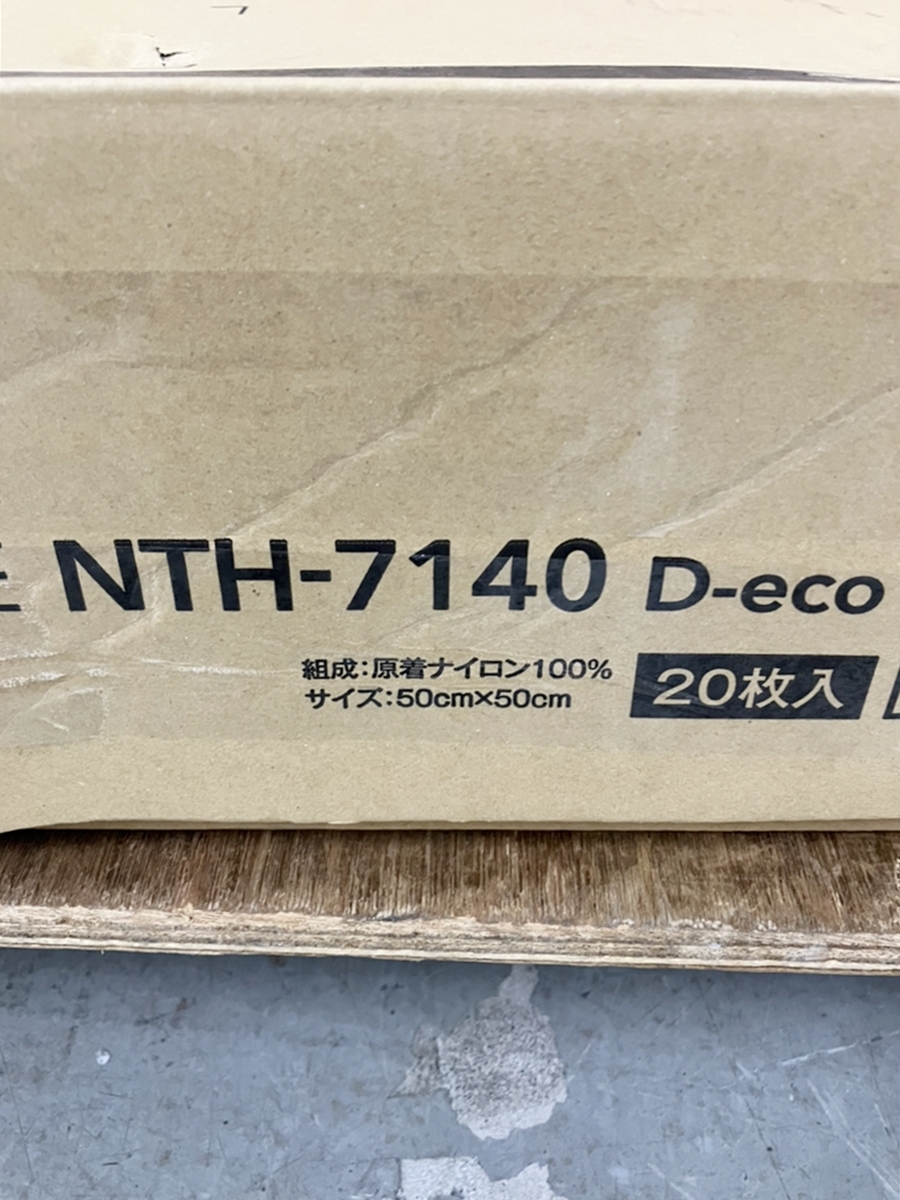 NTH-7140 D-eco
組成:原着ナイロン100%
サイズ:50cm×50cm
20枚入